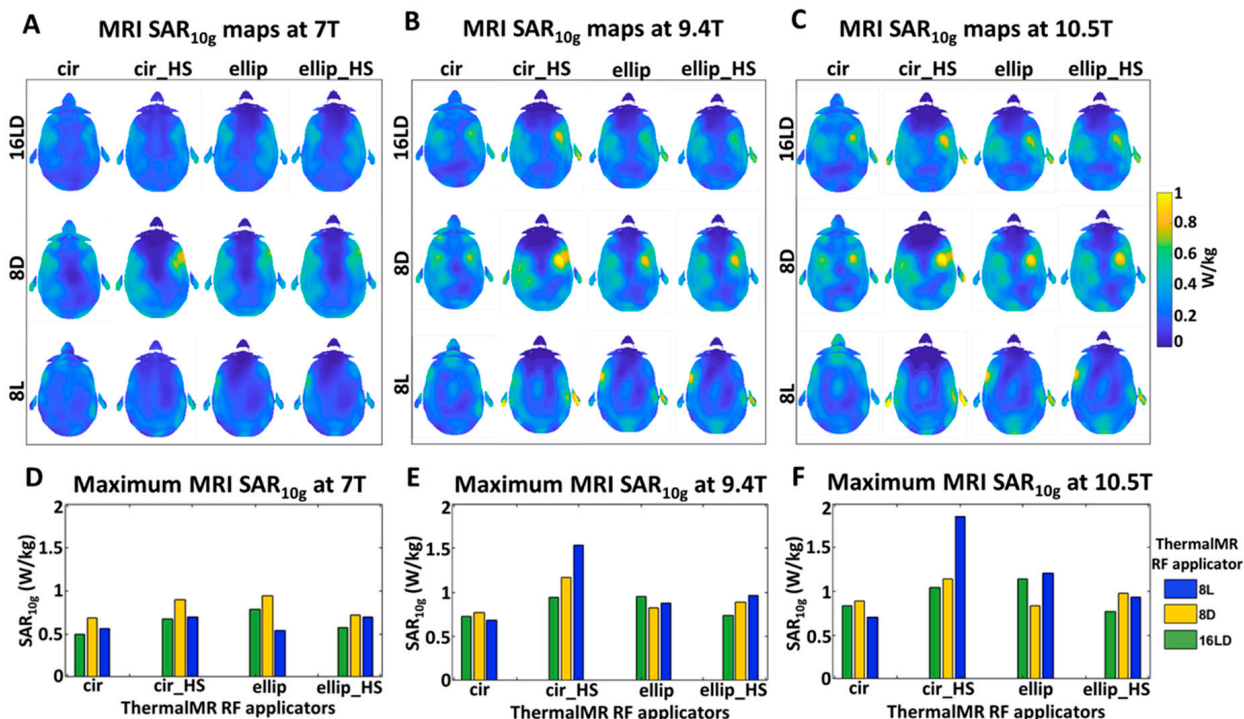 A MRI SAR10g maps at 7T
cir cir_HS ellip ellip_HS
16LD
8D
8L
B MRI SAR10g maps at 9.4T
cir cir_HS ellip ellip_HS
16LD
8D
8L
C MRI SAR10g maps at 10.5T
cir cir_HS ellip ellip_HS
16LD
8D
8L
1
0.8
0.6
0.4
0.2
0
W/kg
D Maximum MRI SAR10g at 7T
SAR10g (W/kg)
2
1.5
1
0.5
0
cir cir_HS ellip ellip_HS
ThermalMR RF applicators
E Maximum MRI SAR10g at 9.4T
SAR10g (W/kg)
2
1.5
1
0.5
0
cir cir_HS ellip ellip_HS
ThermalMR RF applicators
F Maximum MRI SAR10g at 10.5T
SAR10g (W/kg)
2
1.5
1
0.5
0
cir cir_HS ellip ellip_HS
ThermalMR RF applicators
ThermalMR
RF applicator
8L
8D
16LD